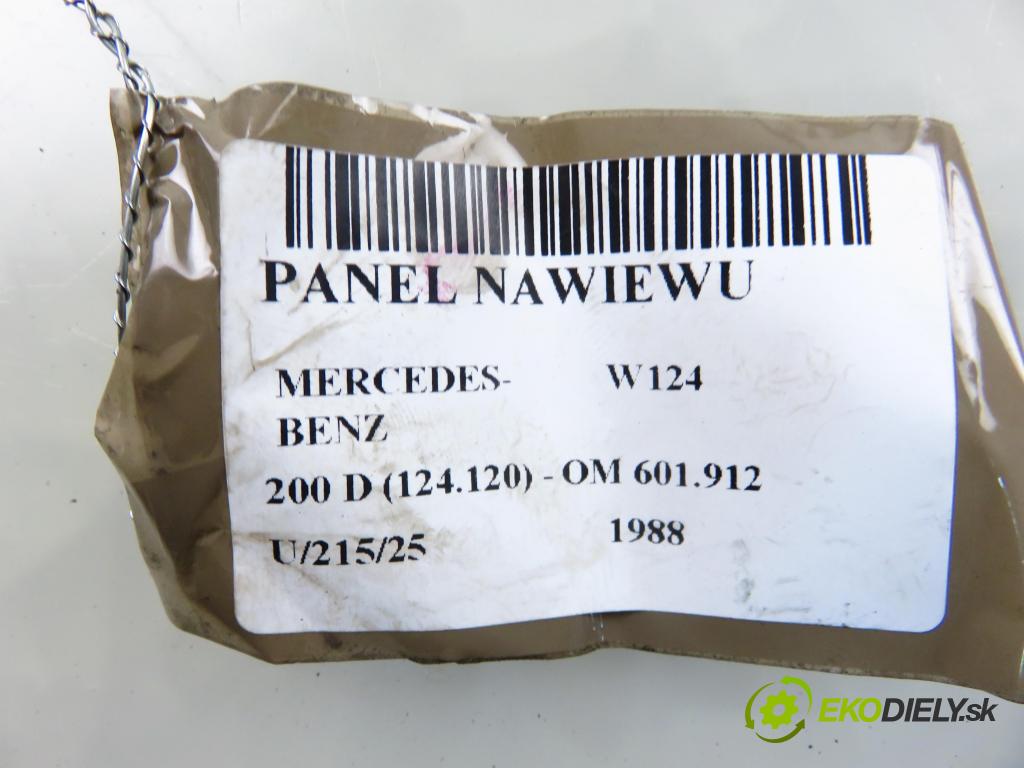 PANEL NAWIEWU
MERCEDES- W124
BENZ
200 D (124.120) - OM 601.912
U/215/25 1988
EKODIELY.sk